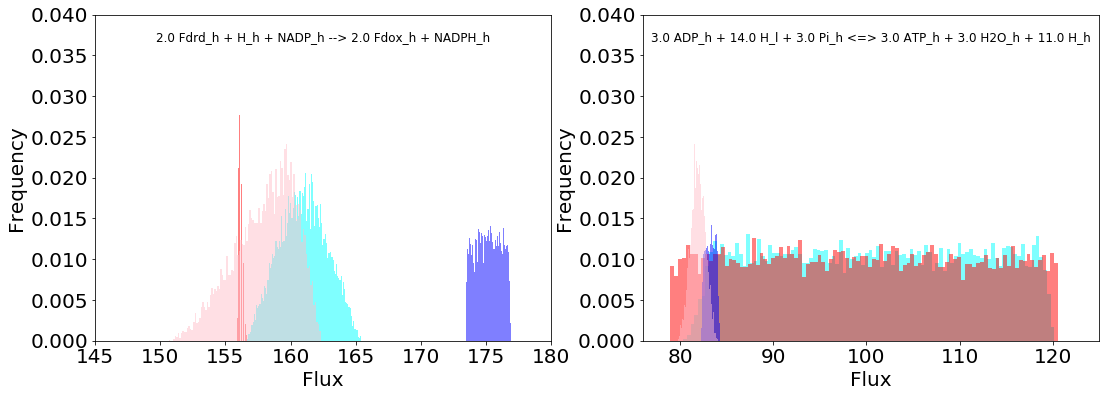 2.0 Fdrd_h + H_h + NADP_h --> 2.0 Fdox_h + NADPH_h
0.040
0.035
0.030
0.025
0.020
0.015
0.010
0.005
0.000
Frequency
145 150 155 160 165 170 175 180
Flux
3.0 ADP_h + 14.0 H_l + 3.0 Pi_h <=> 3.0 ATP_h + 3.0 H2O_h + 11.0 H_h
0.040
0.035
0.030
0.025
0.020
0.015
0.010
0.005
0.000
Frequency
80 90 100 110 120
Flux